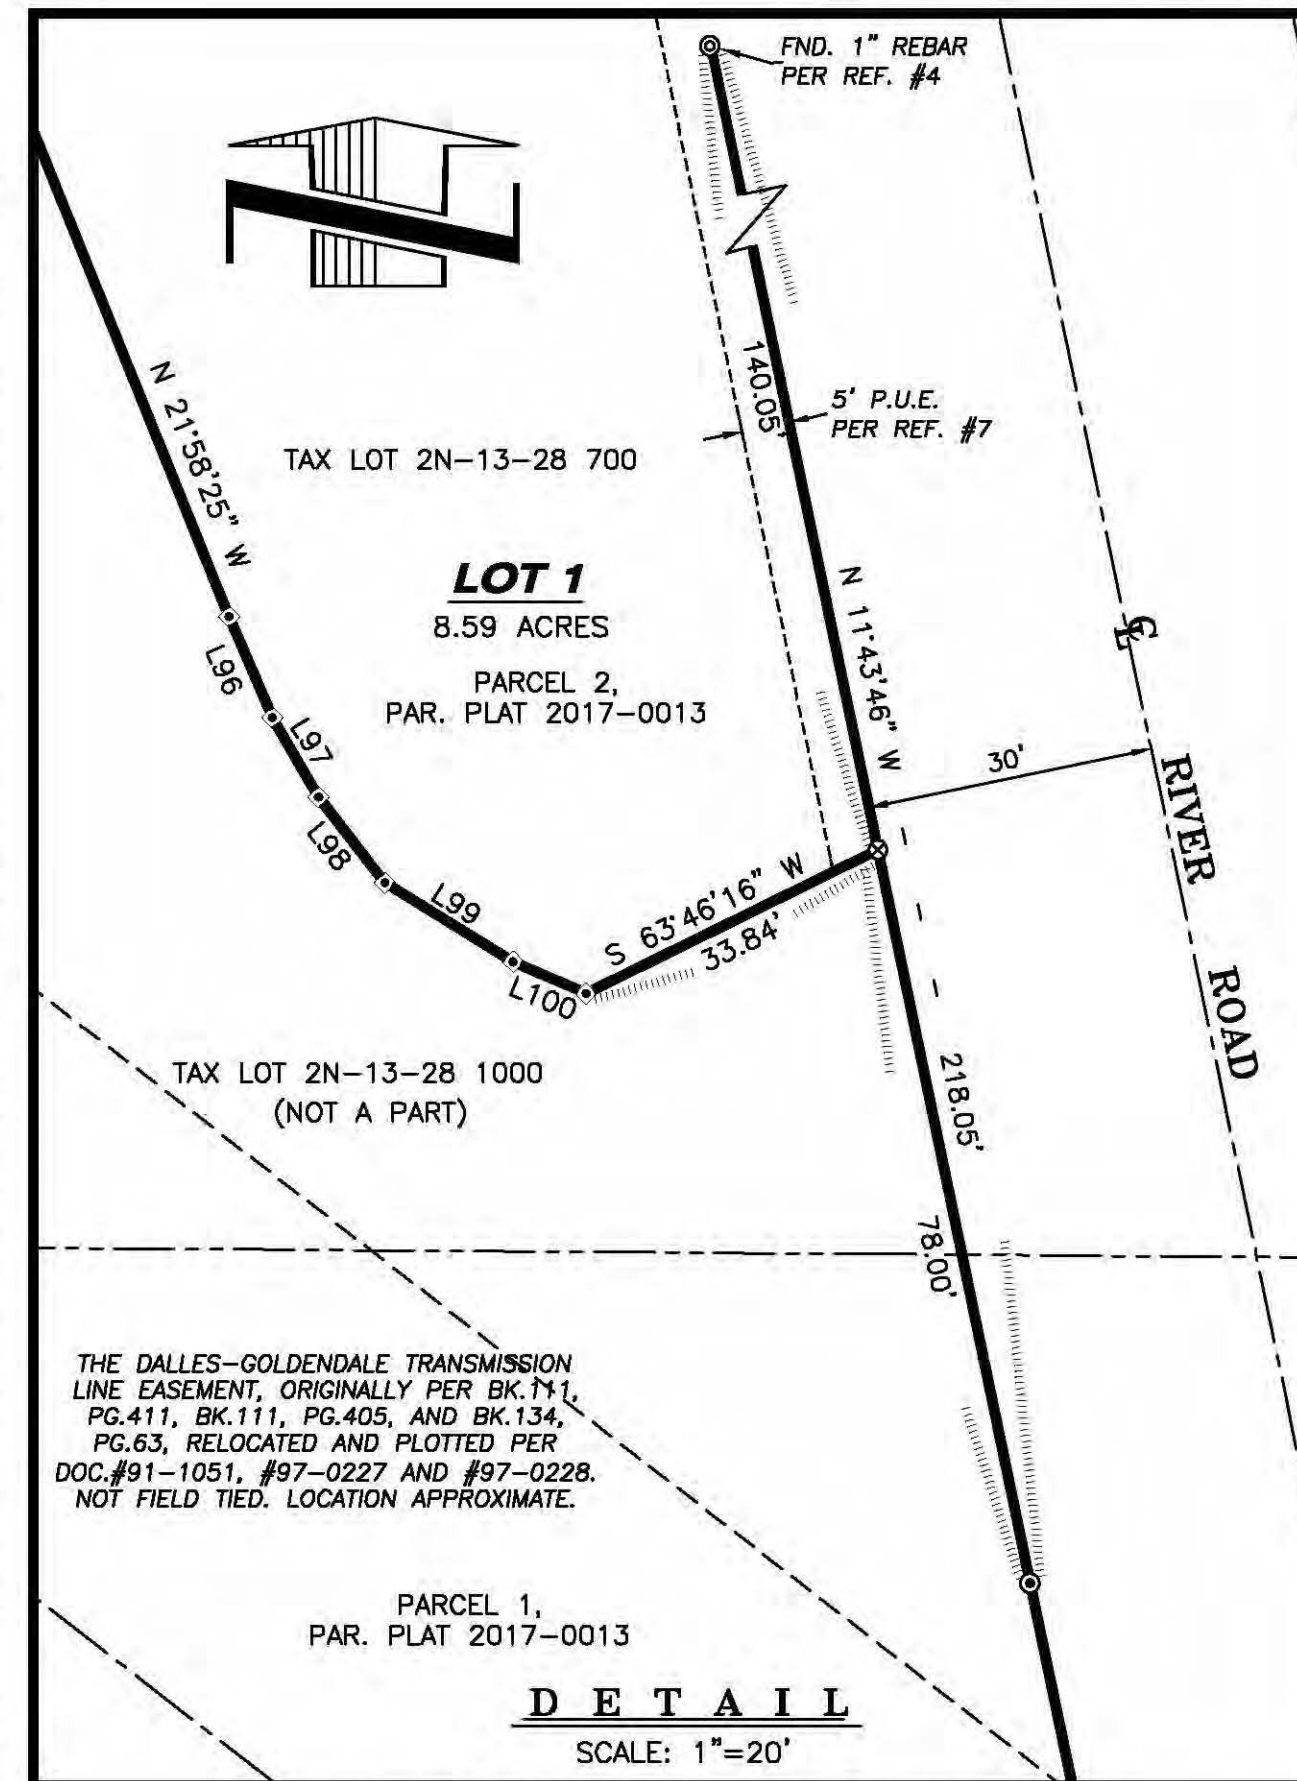 FND. 1" REBAR
PER REF. #4
N 21°58'25" W
140.05'
5' P.U.E.
PER REF. #7
TAX LOT 2N-13-28 700
LOT 1
8.59 ACRES
PARCEL 2,
PAR. PLAT 2017-0013
N 11°43'46" W
℄
30'
RIVER ROAD
L96
L97
L98
L99
L100
S 63°46'16" W
33.84'
TAX LOT 2N-13-28 1000
(NOT A PART)
218.05'
78.00'
THE DALLES-GOLDENDALE TRANSMISSION
LINE EASEMENT, ORIGINALLY PER BK.111,
PG.411, BK.111, PG.405, AND BK.134,
PG.63, RELOCATED AND PLOTTED PER
DOC.#91-1051, #97-0227 AND #97-0228.
NOT FIELD TIED. LOCATION APPROXIMATE.
PARCEL 1,
PAR. PLAT 2017-0013
DETAIL
SCALE: 1"=20'